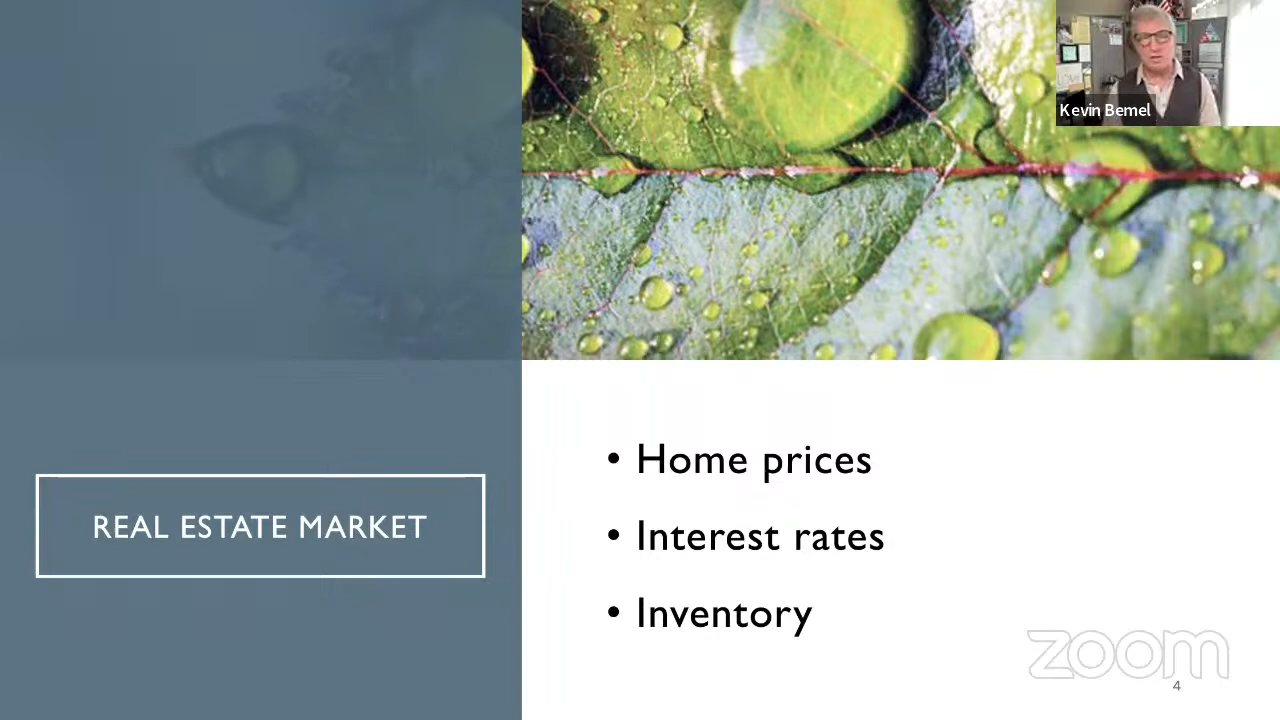 Kevin Bemel
REAL ESTATE MARKET
• Home prices
• Interest rates
• Inventory
zoom
4